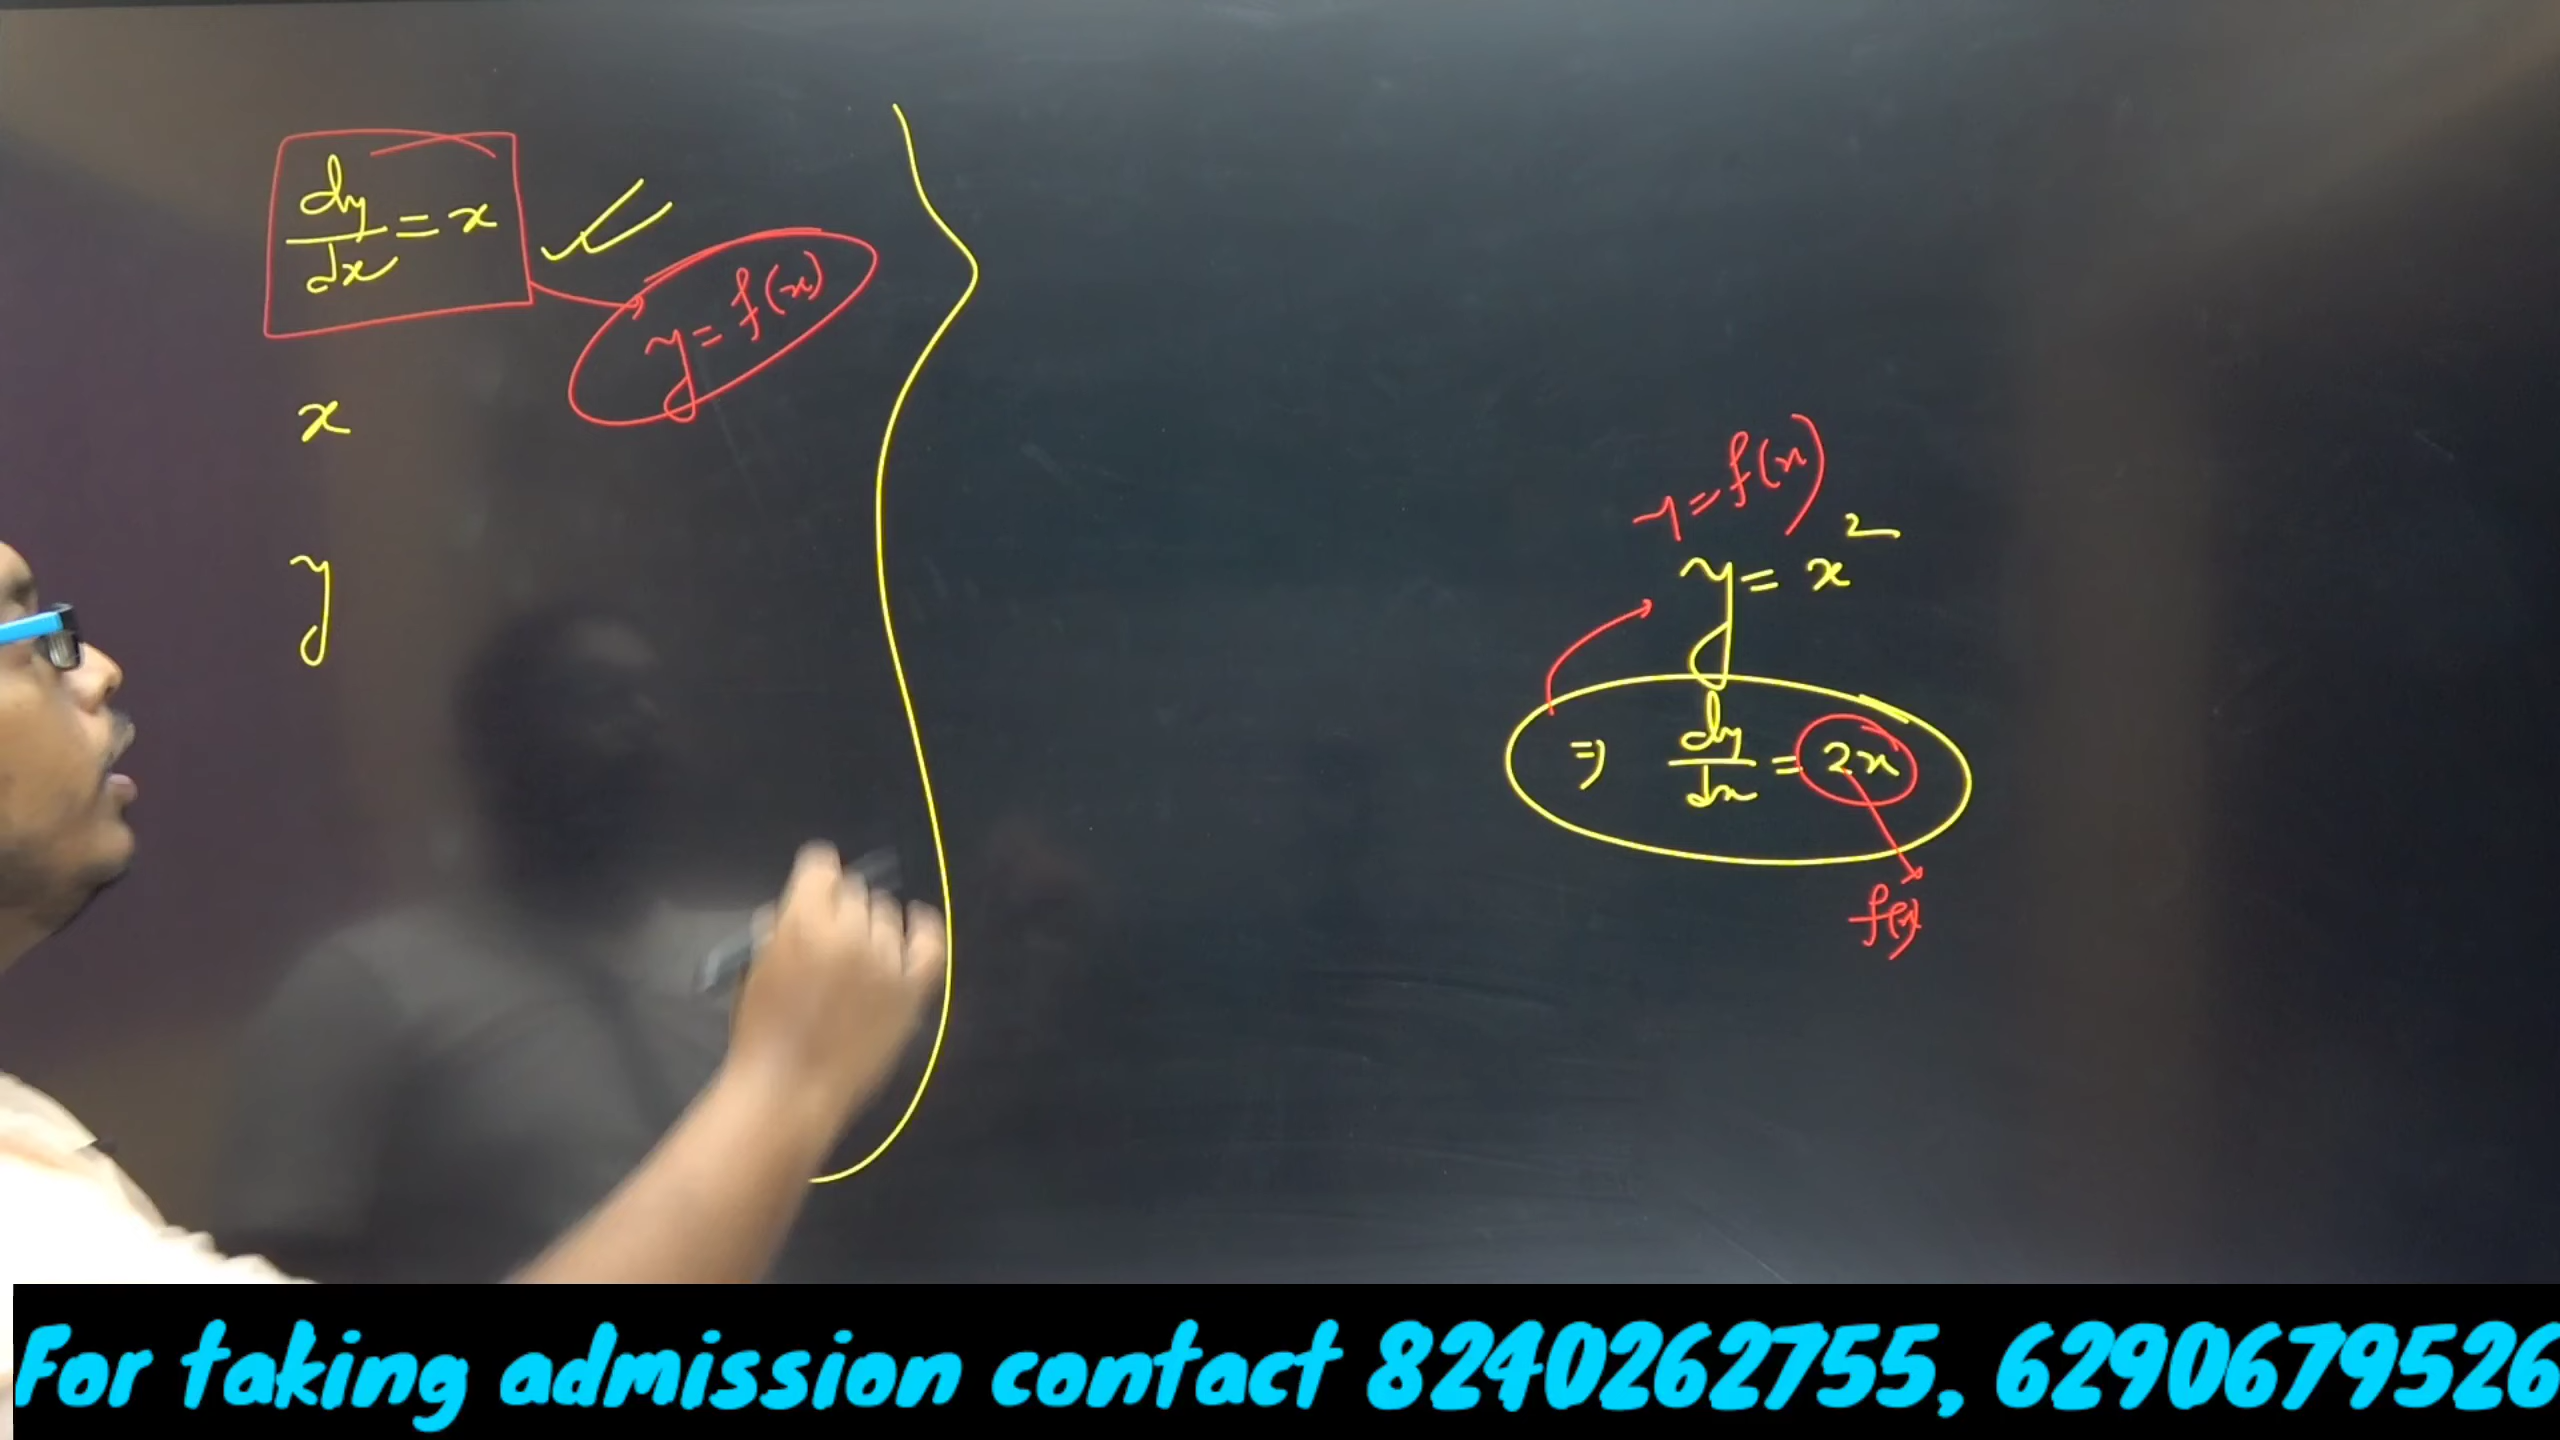 dy/dx = x
y = f(x)
x
y
y = f(x)
y = x²
⇒ dy/dx = 2x
f(x)
For taking admission contact 8240262755, 6290679526